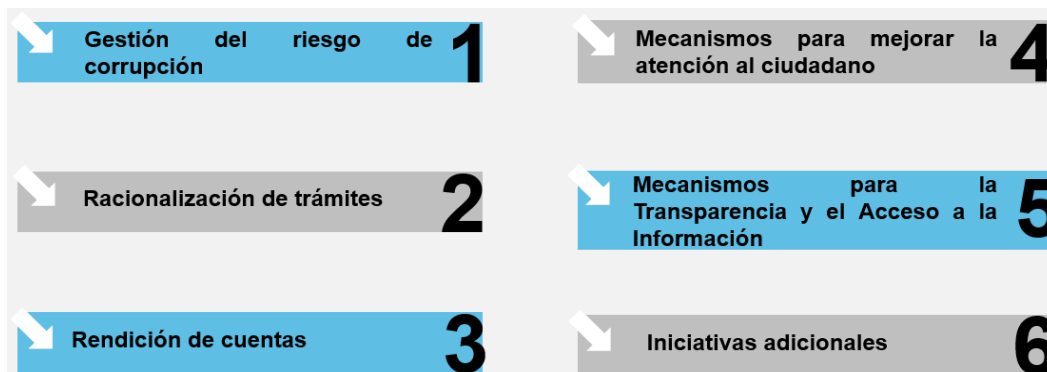 Gestión del riesgo de
corrupción
1
Racionalización de trámites
2
Rendición de cuentas
3
Mecanismos para mejorar la
atención al ciudadano
4
Mecanismos para la
Transparencia y el Acceso a la
Información
5
Iniciativas adicionales
6